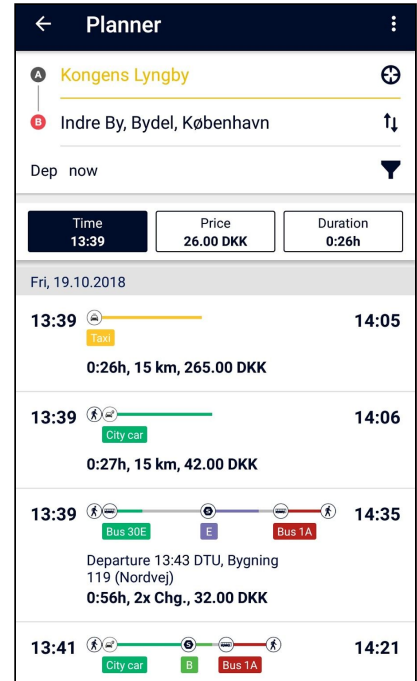 Planner
A Kongens Lyngby
B Indre By, Bydel, København
Dep now
Time Price Duration
13:39 26.00 DKK 0:26h
Fri, 19.10.2018
13:39 14:05
Taxi
0:26h, 15 km, 265.00 DKK
13:39 14:06
City car
0:27h, 15 km, 42.00 DKK
13:39 S 14:35
Bus 30E E Bus 1A
Departure 13:43 DTU, Bygning
119 (Nordvej)
0:56h, 2x Chg., 32.00 DKK
13:41 S 14:21
City car B Bus 1A